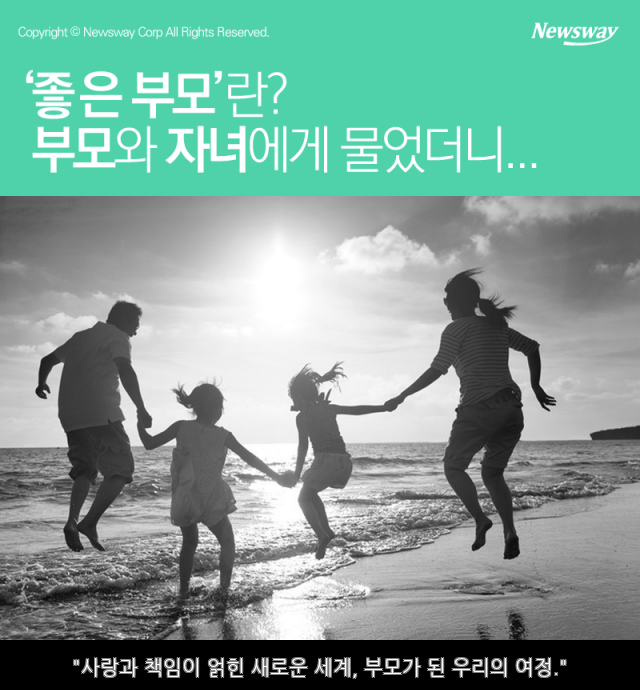 Copyright © Newsway Corp All Rights Reserved.
Newsway
‘좋은 부모’란?
부모와 자녀에게 물었더니...
"사랑과 책임이 얽힌 새로운 세계, 부모가 된 우리의 여정."